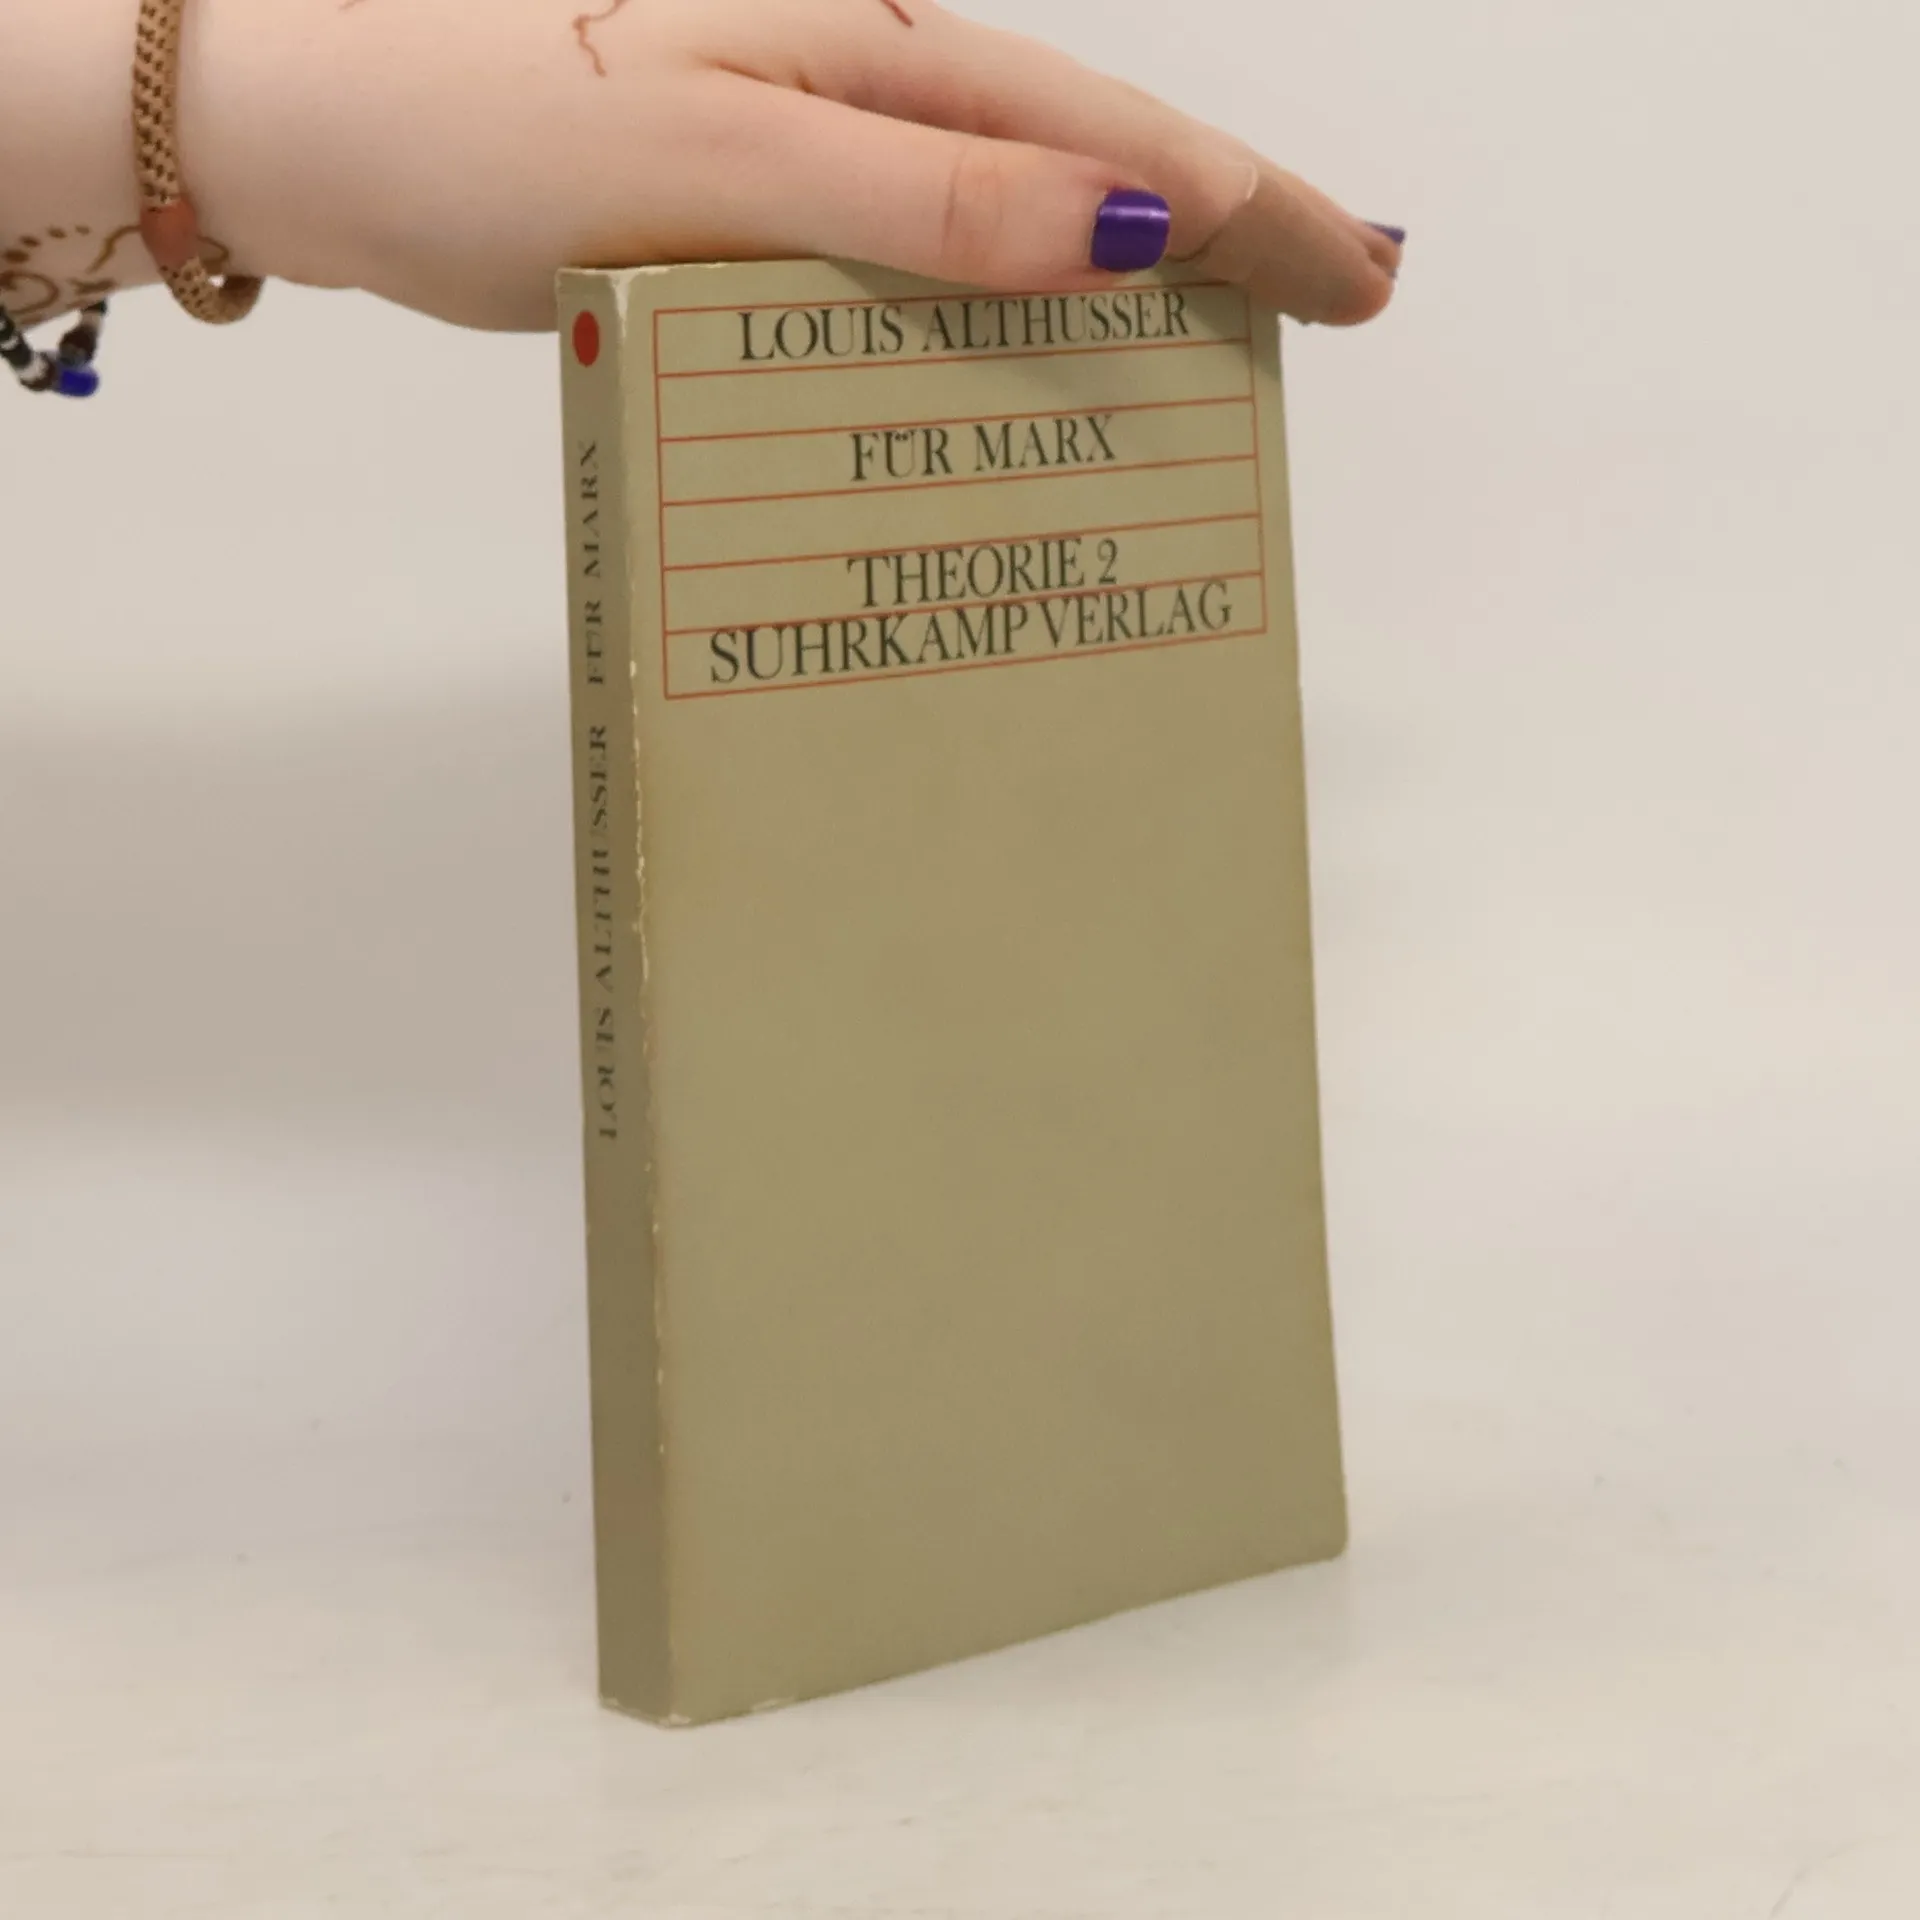 LOUIS ALTHUSSER
FÜR MARX
THEORIE 2
SUHRKAMP VERLAG
LOUIS ALTHUSSER FÜR MARX